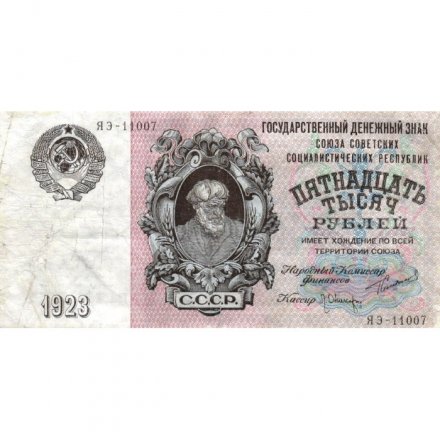 ЯЭ-11007
ГОСУДАРСТВЕННЫЙ ДЕНЕЖНЫЙ ЗНАК
СОЮЗА СОВЕТСКИХ
СОЦИАЛИСТИЧЕСКИХ РЕСПУБЛИК
ПЯТНАДЦАТЬ
ТЫСЯЧ
РУБЛЕЙ
ИМЕЕТ ХОЖДЕНИЕ ПО ВСЕЙ
ТЕРРИТОРИИ СОЮЗА
Народный Комиссар
Финансов
Кассир
С.С.С.Р.
1923
ЯЭ-11007